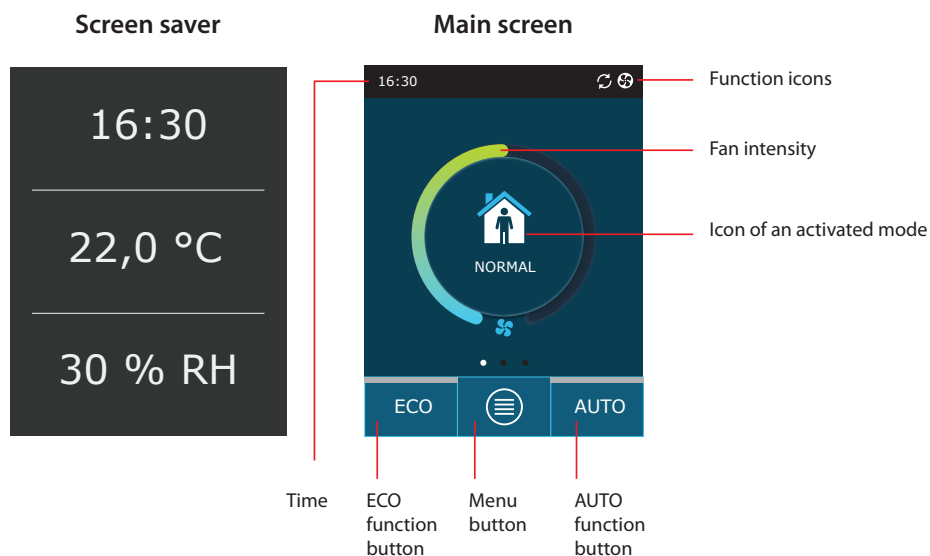 Screen saver
Main screen
16:30
22,0 °C
30 % RH
16:30
Function icons
Fan intensity
Icon of an activated mode
NORMAL
ECO
AUTO
Time
ECO
function
button
Menu
button
AUTO
function
button